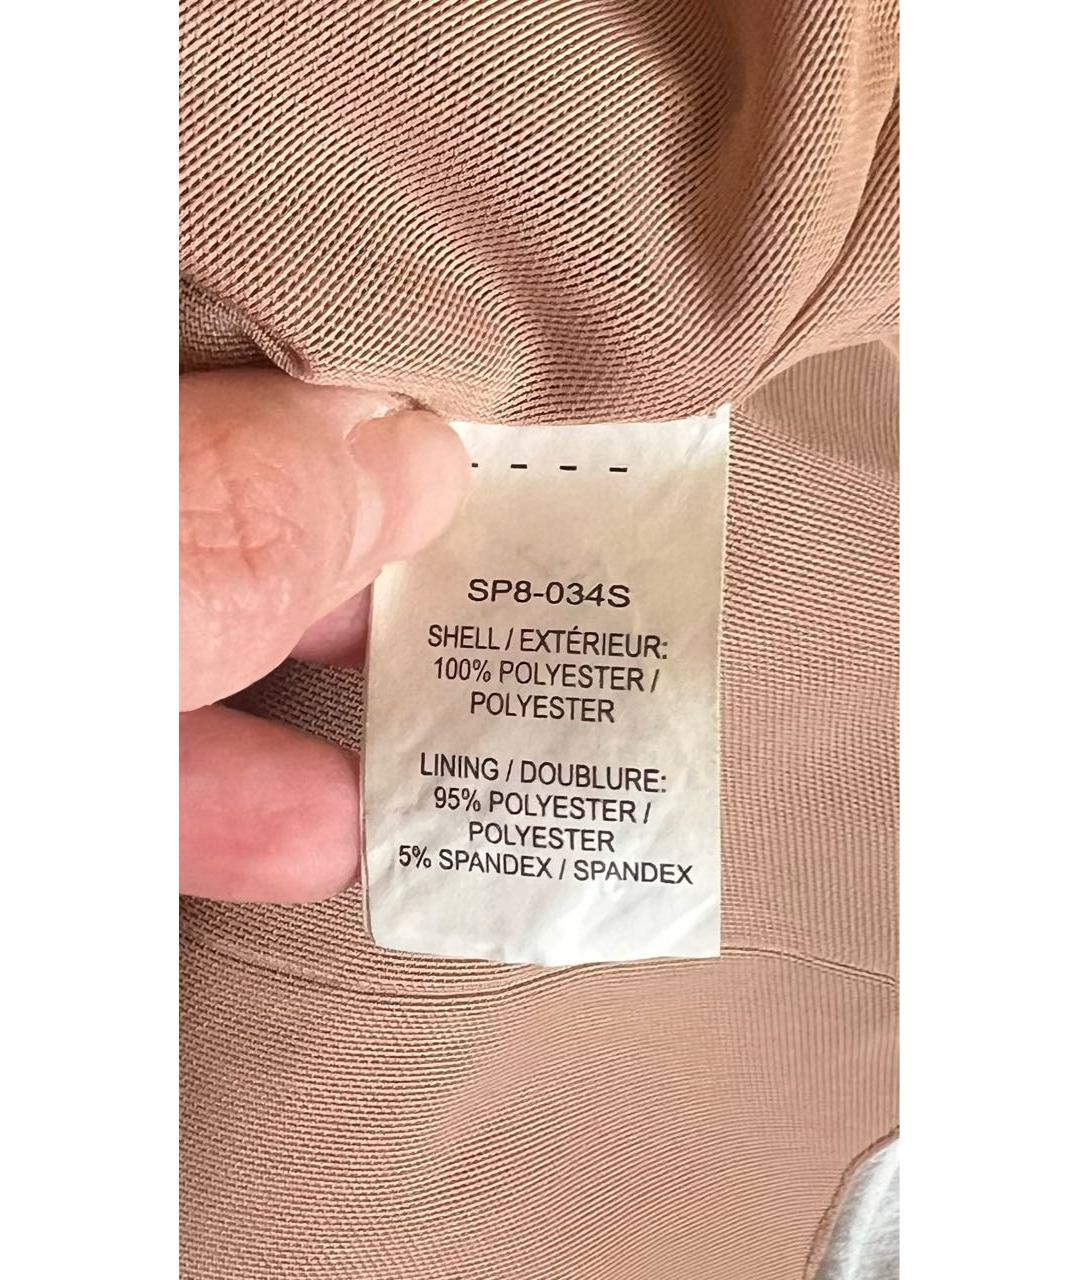 SP8-034S
SHELL / EXTÉRIEUR:
100% POLYESTER /
POLYESTER
LINING / DOUBLURE:
95% POLYESTER /
POLYESTER
5% SPANDEX / SPANDEX